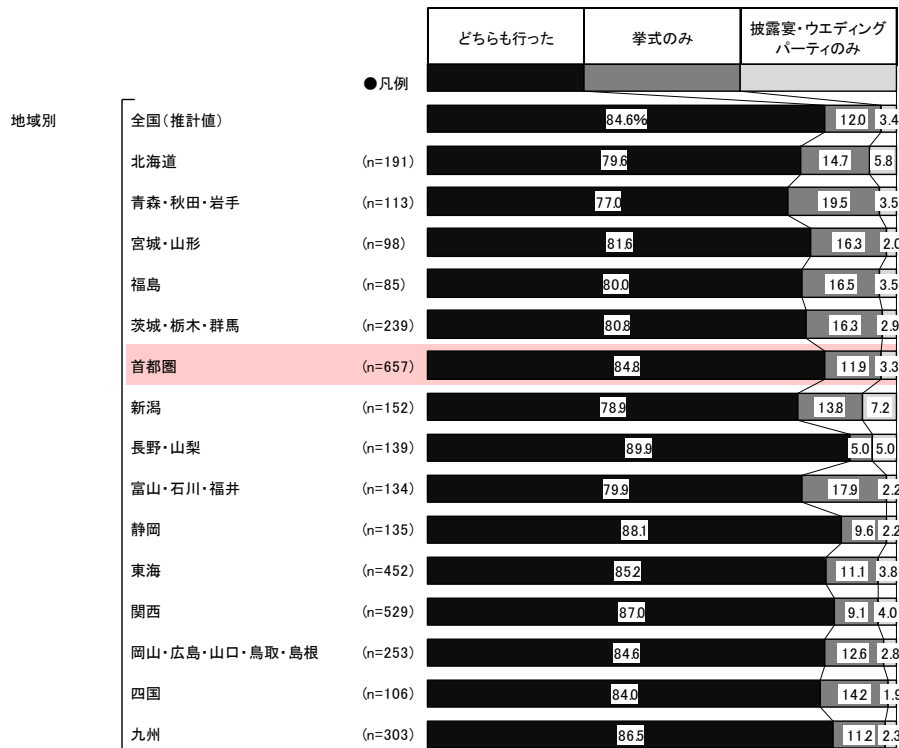 どちらも行った 挙式のみ 披露宴・ウエディング
パーティのみ
●凡例
地域別 全国(推計値) 84.6% 12.0 3.4
北海道 (n=191) 79.6 14.7 5.8
青森・秋田・岩手 (n=113) 77.0 19.5 3.5
宮城・山形 (n=98) 81.6 16.3 2.0
福島 (n=85) 80.0 16.5 3.5
茨城・栃木・群馬 (n=239) 80.8 16.3 2.9
首都圏 (n=657) 84.8 11.9 3.3
新潟 (n=152) 78.9 13.8 7.2
長野・山梨 (n=139) 89.9 5.0 5.0
富山・石川・福井 (n=134) 79.9 17.9 2.2
静岡 (n=135) 88.1 9.6 2.2
東海 (n=452) 85.2 11.1 3.8
関西 (n=529) 87.0 9.1 4.0
岡山・広島・山口・鳥取・島根 (n=253) 84.6 12.6 2.8
四国 (n=106) 84.0 14.2 1.9
九州 (n=303) 86.5 11.2 2.3